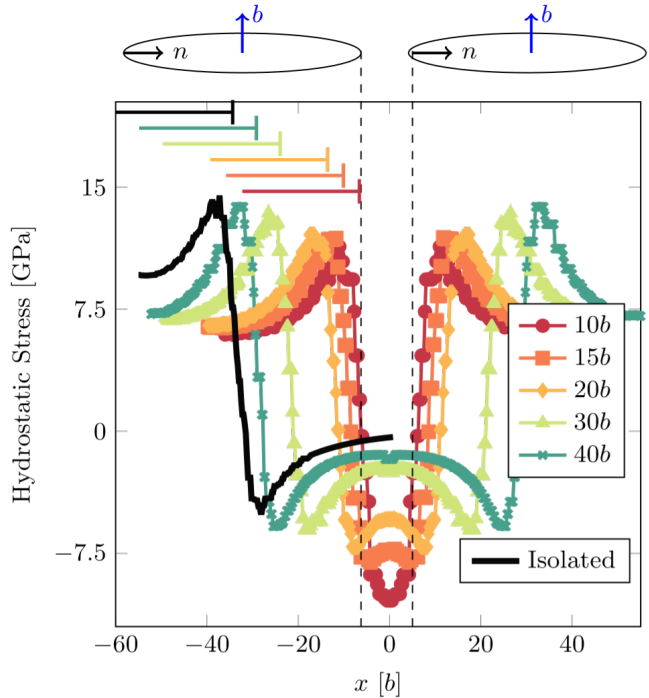 b
b
n
n
15
7.5
0
−7.5
Hydrostatic Stress [GPa]
10b
15b
20b
30b
40b
Isolated
−60
−40
−20
0
20
40
x [b]